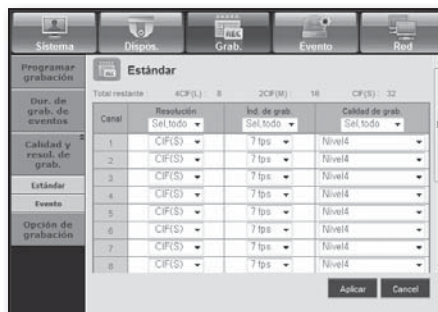 Sistema Dispos. Grab. Evento Red
REC
Programar
grabación
Dur. de
grab. de
eventos
Calidad y
resol. de
grab.
Estándar
Evento
Opción de
grabación
REC
Estándar
Total restante : 4CIF(L) : 8 2CIF(M) : 16 CIF(S) : 32
Canal Resolución Índ. de grab. Calidad de grab.
Sel,todo Sel,todo Sel,todo
1 CIF(S) 7 fps Nivel4
2 CIF(S) 7 fps Nivel4
3 CIF(S) 7 fps Nivel4
4 CIF(S) 7 fps Nivel4
5 CIF(S) 7 fps Nivel4
6 CIF(S) 7 fps Nivel4
7 CIF(S) 7 fps Nivel4
8 CIF(S) 7 fps Nivel4
Aplicar Cancel